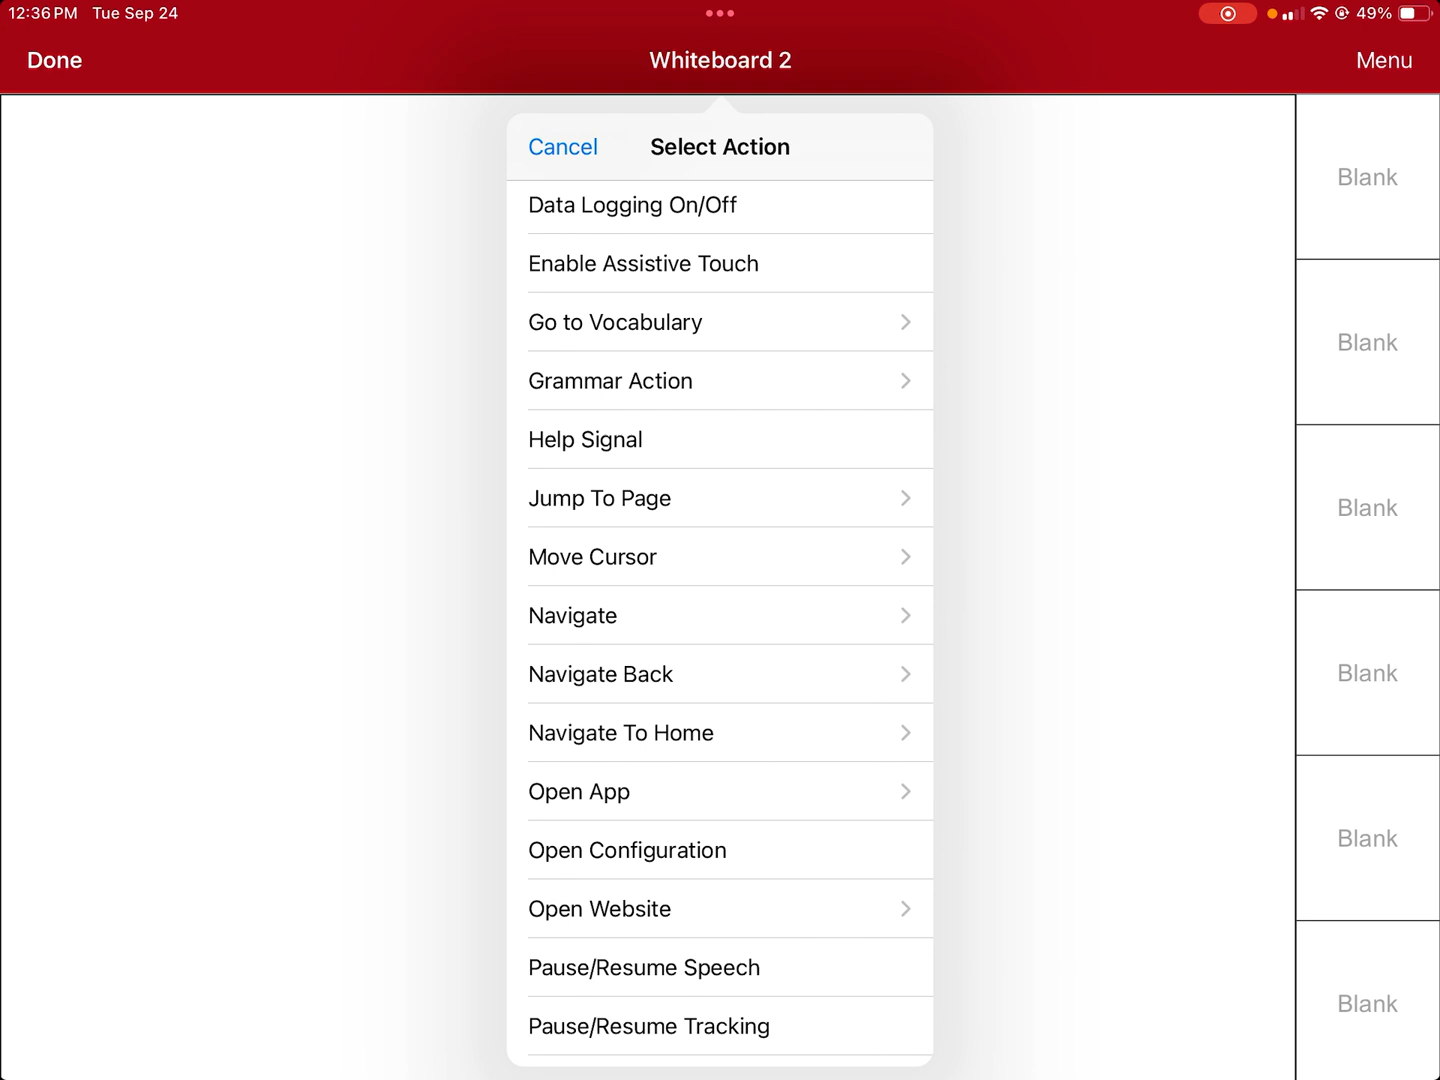 12:36 PM Tue Sep 24
49%
Done
Whiteboard 2
Menu
Cancel
Select Action
Data Logging On/Off
Enable Assistive Touch
Go to Vocabulary
Grammar Action
Help Signal
Jump To Page
Move Cursor
Navigate
Navigate Back
Navigate To Home
Open App
Open Configuration
Open Website
Pause/Resume Speech
Pause/Resume Tracking
Blank
Blank
Blank
Blank
Blank
Blank